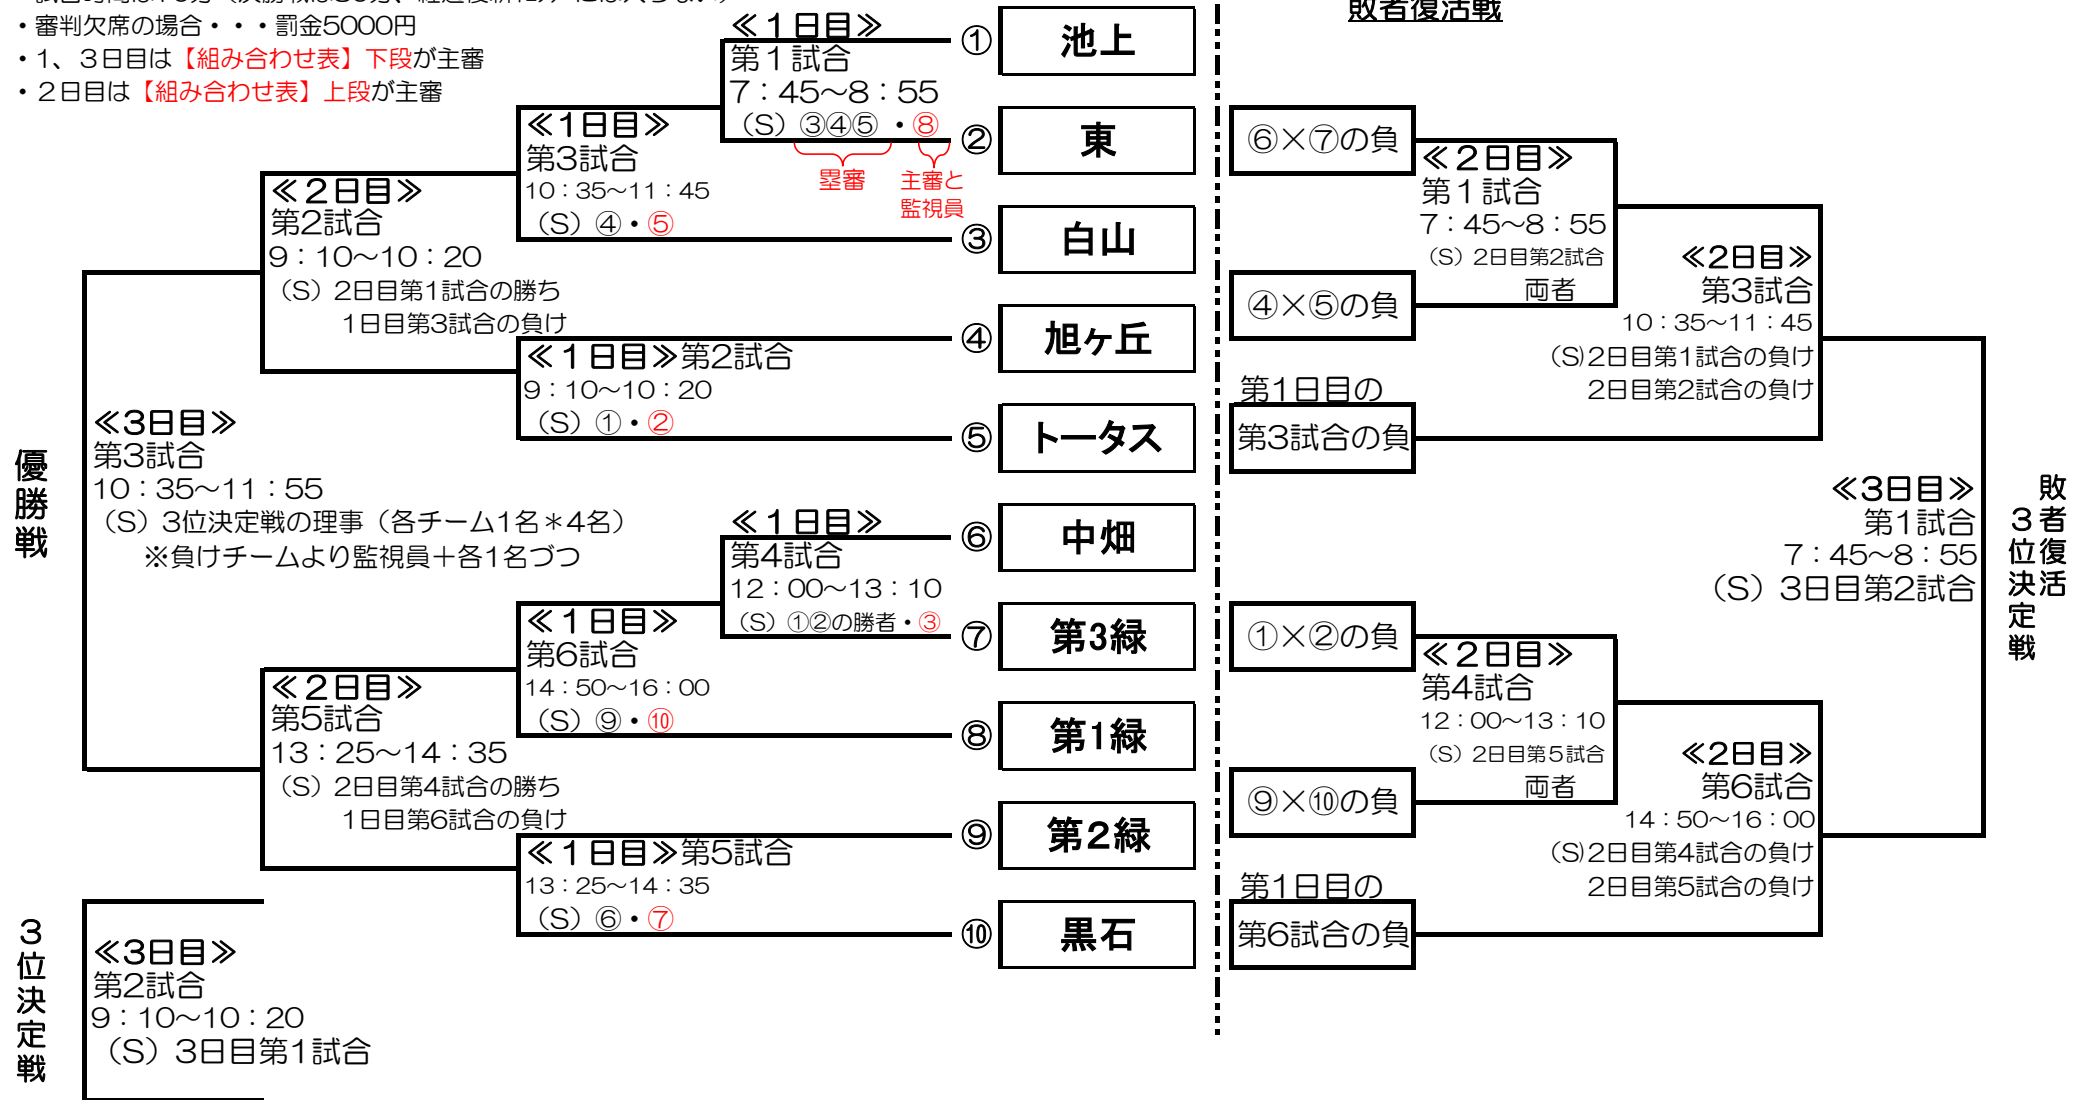 ・審判欠席の場合・・・罰金5000円
・1、3日目は【組み合わせ表】下段が主審
・2日目は【組み合わせ表】上段が主審
≪1日目≫
第1試合
7:45～8:55
(S) ③④⑤ ・⑧
塁審
主審と
監視員
≪1日目≫
第3試合
10:35～11:45
(S) ④・⑤
≪2日目≫
第2試合
9:10～10:20
(S) 2日目第1試合の勝ち
1日目第3試合の負け
≪1日目≫第2試合
9:10～10:20
(S) ①・②
優勝戦
≪3日目≫
第3試合
10:35～11:55
(S) 3位決定戦の理事(各チーム1名＊4名)
※負けチームより監視員+各1名づつ
≪1日目≫
第4試合
12:00～13:10
(S) ①②の勝者・③
≪1日目≫
第6試合
14:50～16:00
(S) ⑨・⑩
≪2日目≫
第5試合
13:25～14:35
(S) 2日目第4試合の勝ち
1日目第6試合の負け
≪1日目≫第5試合
13:25～14:35
(S) ⑥・⑦
3位決定戦
≪3日目≫
第2試合
9:10～10:20
(S) 3日目第1試合
① 池上
② 東
③ 白山
④ 旭ヶ丘
⑤ トータス
⑥ 中畑
⑦ 第3緑
⑧ 第1緑
⑨ 第2緑
⑩ 黒石
敗者復活戦
⑥×⑦の負
≪2日目≫
第1試合
7:45～8:55
(S) 2日目第2試合
両者
④×⑤の負
≪2日目≫
第3試合
10:35～11:45
(S)2日目第1試合の負け
2日目第2試合の負け
第1日目の
第3試合の負
≪3日目≫
第1試合
7:45～8:55
(S) 3日目第2試合
敗者復活
3位決定戦
①×②の負
≪2日目≫
第4試合
12:00～13:10
(S) 2日目第5試合
両者
⑨×⑩の負
≪2日目≫
第6試合
14:50～16:00
(S)2日目第4試合の負け
2日目第5試合の負け
第1日目の
第6試合の負